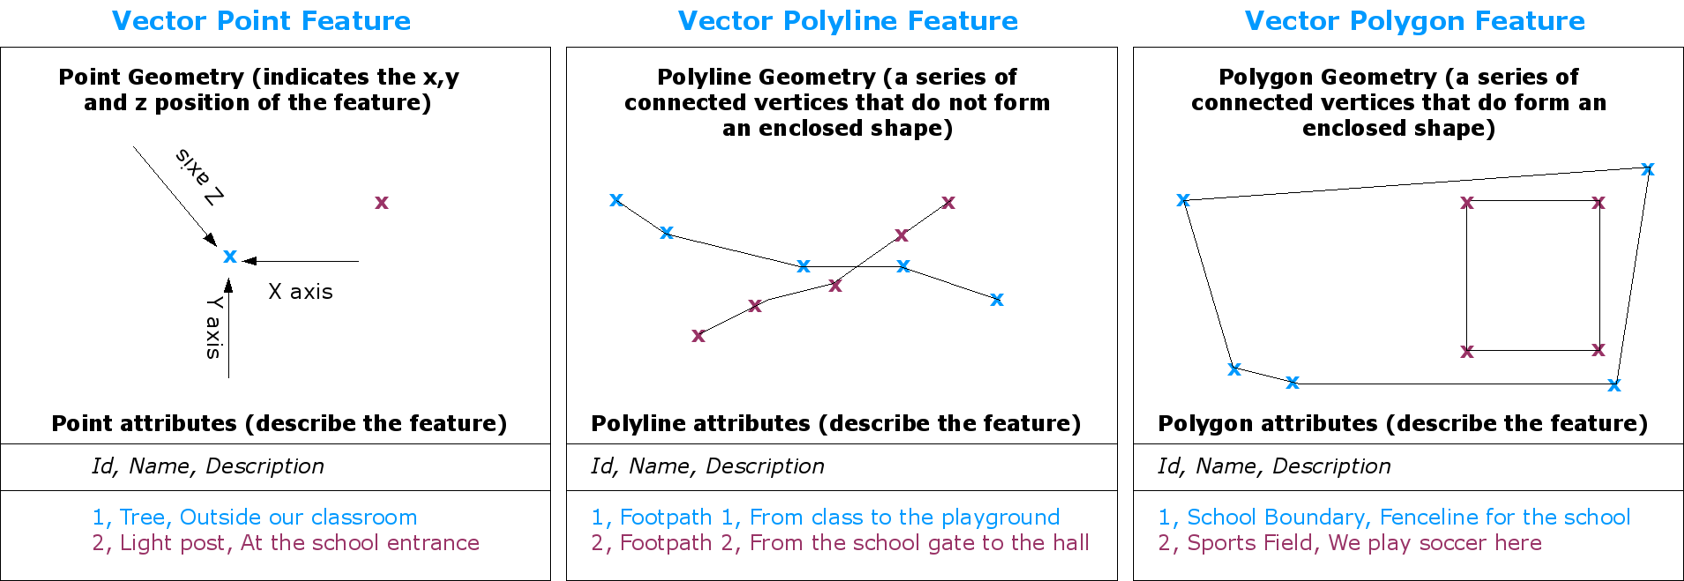 Vector Point Feature
Point Geometry (indicates the x,y
and z position of the feature)
Z axis
x
x
X axis
Y axis
Point attributes (describe the feature)
Id, Name, Description
1, Tree, Outside our classroom
2, Light post, At the school entrance
Vector Polyline Feature
Polyline Geometry (a series of
connected vertices that do not form
an enclosed shape)
x
x
x
x
x
x
x
x
x
x
Polyline attributes (describe the feature)
Id, Name, Description
1, Footpath 1, From class to the playground
2, Footpath 2, From the school gate to the hall
Vector Polygon Feature
Polygon Geometry (a series of
connected vertices that do form an
enclosed shape)
x
x
x
x
x
x
x
x
x
Polygon attributes (describe the feature)
Id, Name, Description
1, School Boundary, Fenceline for the school
2, Sports Field, We play soccer here